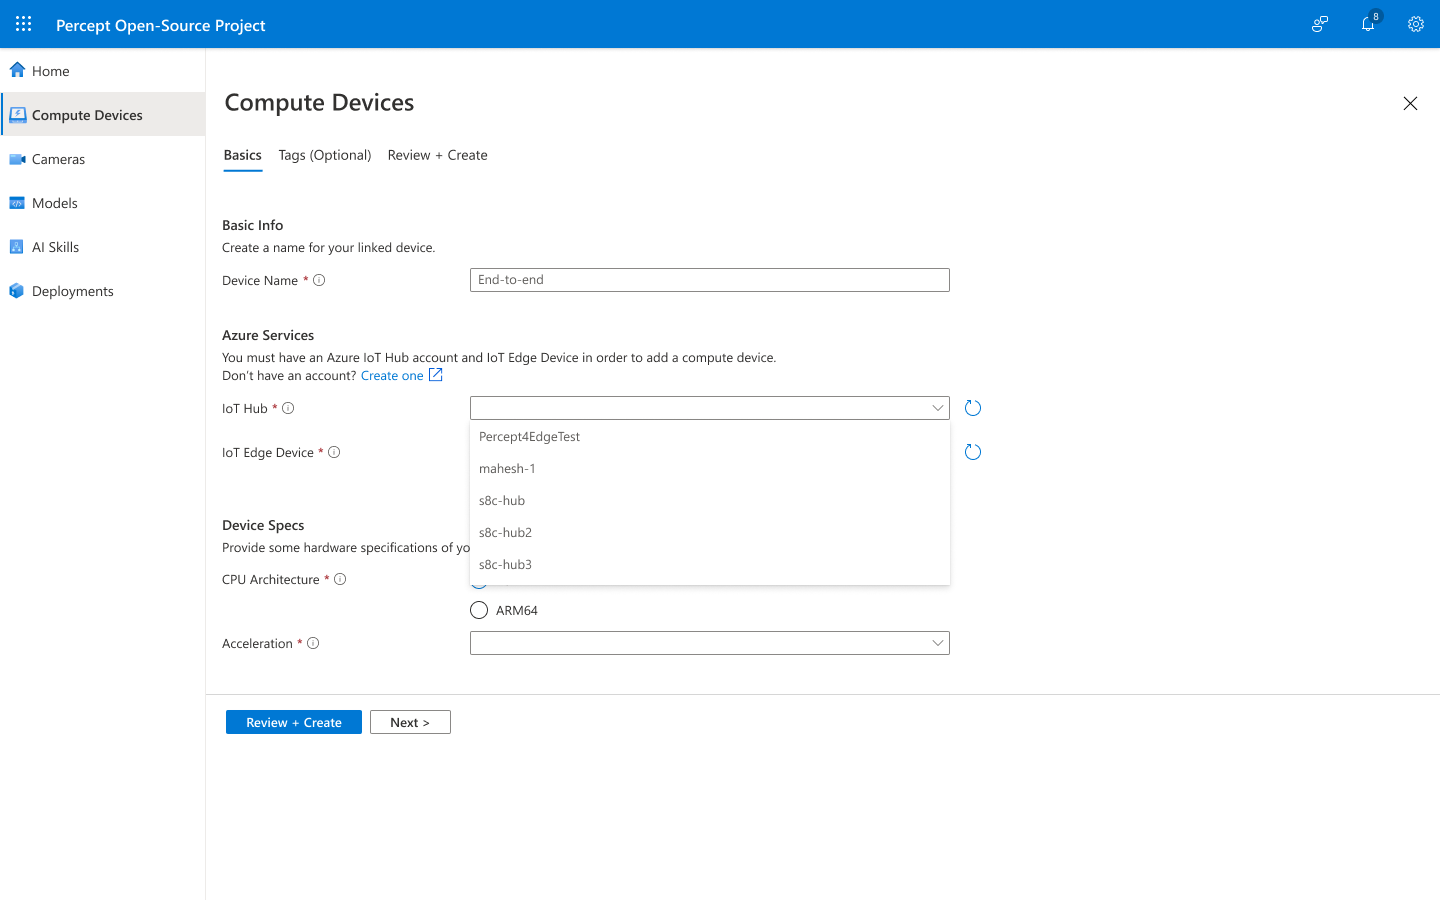 Percept Open-Source Project
8
Home
Compute Devices
Cameras
Models
AI Skills
Deployments
Compute Devices
Basics Tags (Optional) Review + Create
Basic Info
Create a name for your linked device.
Device Name * End-to-end
Azure Services
You must have an Azure IoT Hub account and IoT Edge Device in order to add a compute device.
Don't have an account? Create one
IoT Hub *
Percept4EdgeTest
IoT Edge Device *
mahesh-1
s8c-hub
s8c-hub2
s8c-hub3
Device Specs
Provide some hardware specifications of yo
CPU Architecture *
ARM64
Acceleration *
Review + Create Next >